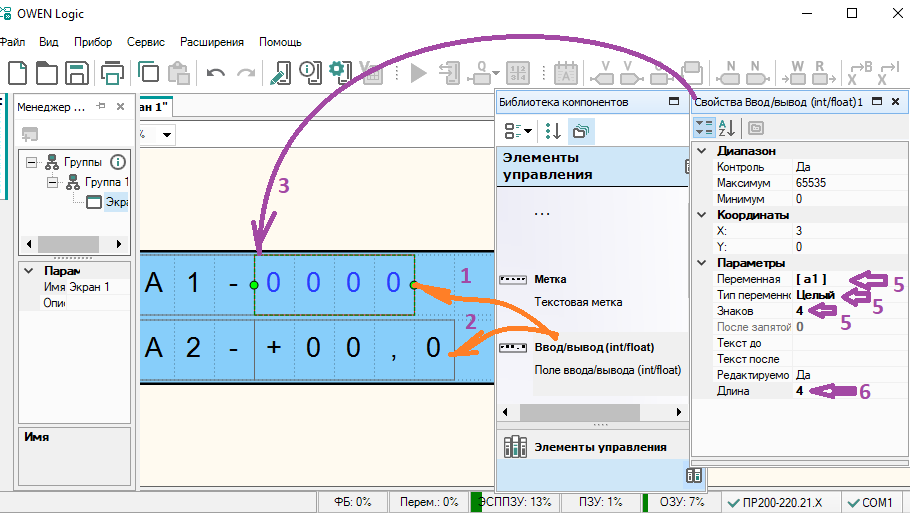 OWEN Logic
Файл Вид Прибор Сервис Расширения Помощь
Менеджер ...
ран 1"
%
Группы
Группа 1
Экра
Парам
Имя Экран 1
Опис
Имя
3
A 1 - 0 0 0 0
1
A 2 - + 0 0 , 0
2
Библиотека компонентов
Элементы управления
...
Метка
Текстовая метка
Ввод/вывод (int/float)
Поле ввода/вывода (int/float)
Элементы управления
Свойства Ввод/вывод (int/float)1
Диапазон
Контроль Да
Максимум 65535
Минимум 0
Координаты
X: 3
Y: 0
Параметры
Переменная [a1] 5
Тип переменно Целый 5
Знаков 4 5
После запятой 0
Текст до
Текст после
Редактируемо Да
Длина 4 6
ФБ: 0% Перем.: 0% ЭСППЗУ: 13% ПЗУ: 1% ОЗУ: 7% ПР200-220.21.X COM1